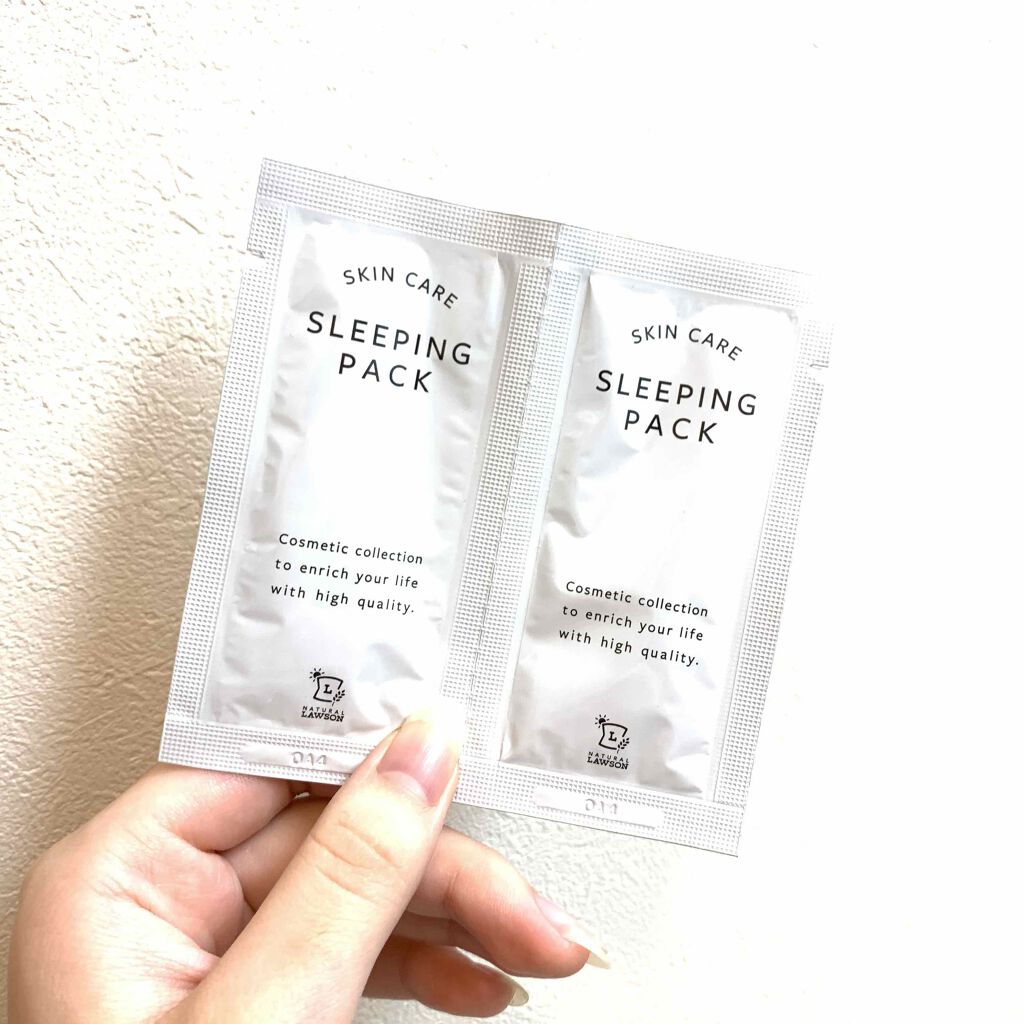 SKIN CARE
SLEEPING
PACK
Cosmetic collection
to enrich your life
with high quality.
L
NATURAL
LAWSON
014
SKIN CARE
SLEEPING
PACK
Cosmetic collection
to enrich your life
with high quality.
L
NATURAL
LAWSON